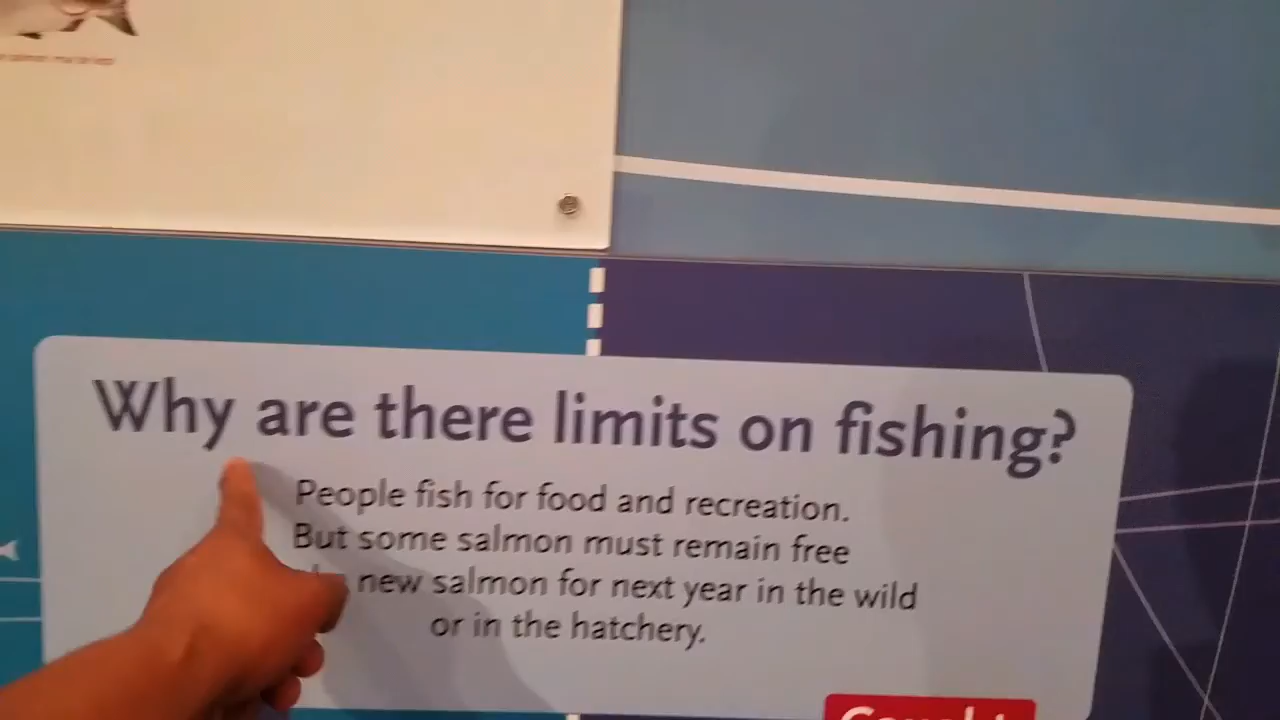 Why are there limits on fishing?
People fish for food and recreation.
But some salmon must remain free
new salmon for next year in the wild
or in the hatchery.